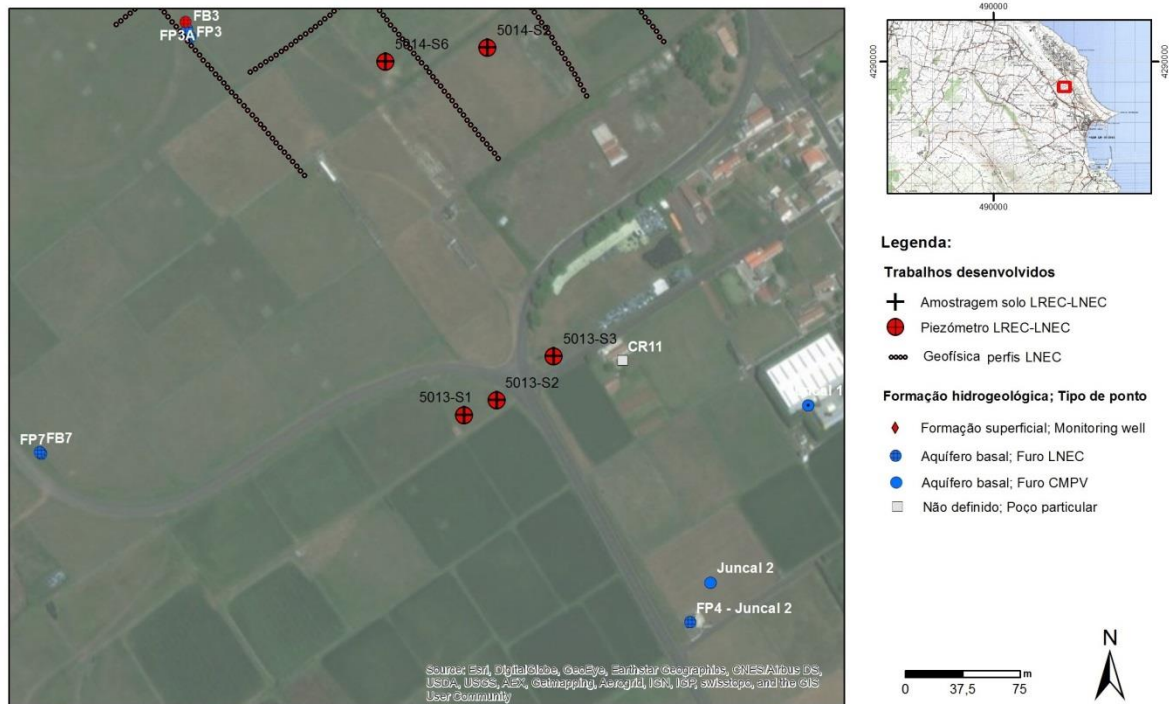 FB3
FP3A FP3
5014-S6
5014-S2
5013-S3
CR11
5013-S2
5013-S1
FP7FB7
Juncal 2
FP4 - Juncal 2
Source: Esri, DigitalGlobe, GeoEye, Earthstar Geographics, CNES/Airbus DS,
USDA, USGS, AEX, Getmapping, Aerogrid, IGN, IGP, swisstopo, and the GIS
User Community
490000
4290000
4290000
490000
Legenda:
Trabalhos desenvolvidos
Amostragem solo LREC-LNEC
Piezómetro LREC-LNEC
Geofísica perfis LNEC
Formação hidrogeológica; Tipo de ponto
Formação superficial; Monitoring well
Aquífero basal; Furo LNEC
Aquífero basal; Furo CMPV
Não definido; Poço particular
N
m
0 37,5 75